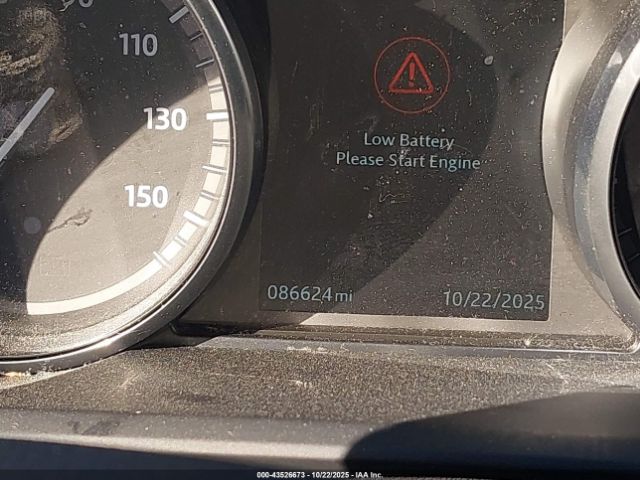 110
130
150
Low Battery
Please Start Engine
086624 mi
10/22/2025
000-43526673 - 10/22/2025 - IAA Inc.